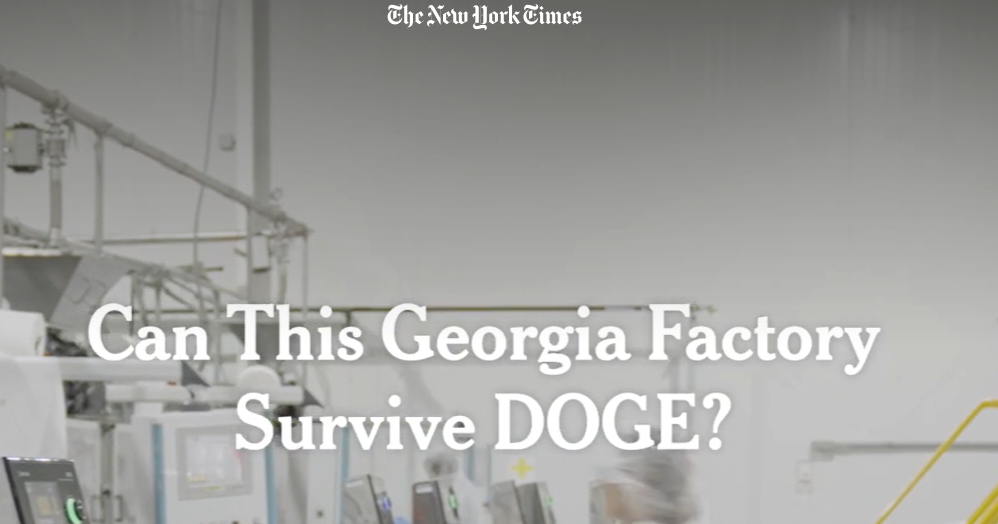 The New York Times
Can This Georgia Factory
Survive DOGE?